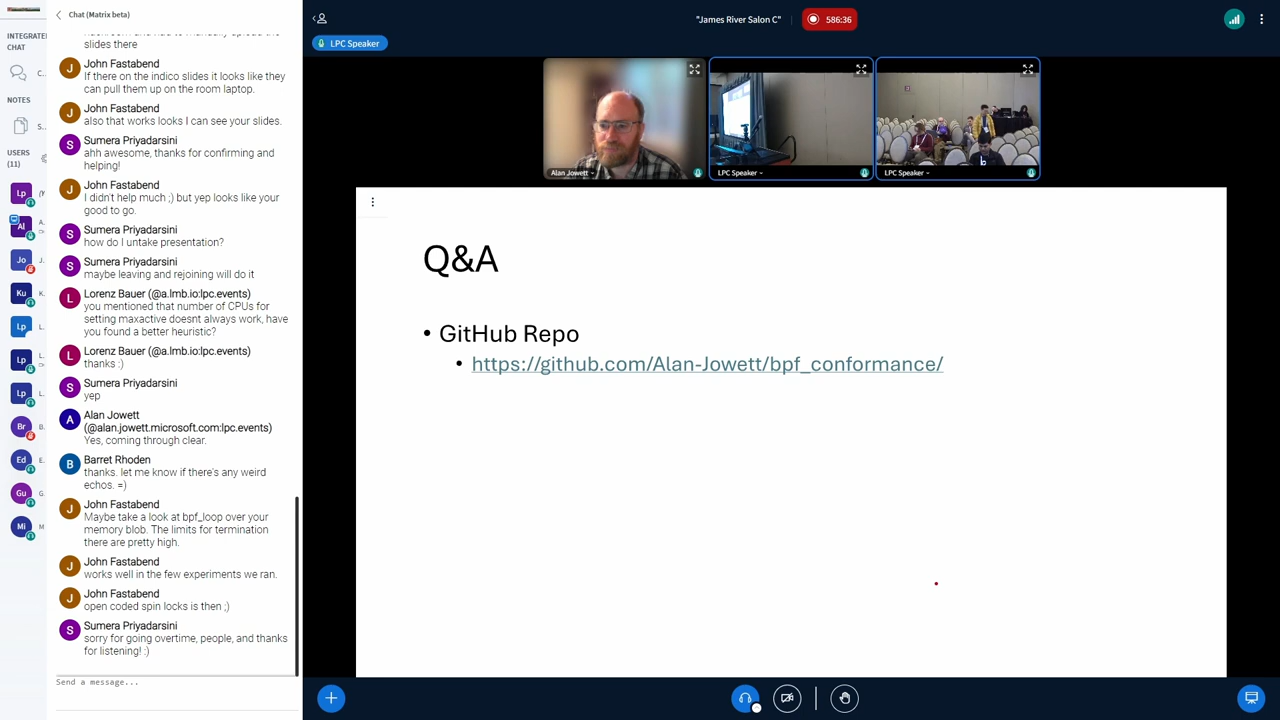 Chat (Matrix beta)
INTEGRATE
CHAT
C...
NOTES
S...
USERS
(11)
slides there
John Fastabend
If there on the indico slides it looks like they
can pull them up on the room laptop.
John Fastabend
also that works looks I can see your slides.
Sumera Priyadarsini
ahh awesome, thanks for confirming and
helping!
John Fastabend
I didn't help much ;) but yep looks like your
good to go.
Sumera Priyadarsini
how do I untake presentation?
Sumera Priyadarsini
maybe leaving and rejoining will do it
Lorenz Bauer (@a.lmb.io:lpc.events)
you mentioned that number of CPUs for
setting maxactive doesnt always work, have
you found a better heuristic?
Lorenz Bauer (@a.lmb.io:lpc.events)
thanks :)
Sumera Priyadarsini
yep
Alan Jowett
(@alan.jowett.microsoft.com:lpc.events)
Yes, coming through clear.
Barret Rhoden
thanks. let me know if there's any weird
echos. =)
John Fastabend
Maybe take a look at bpf_loop over your
memory blob. The limits for termination
there are pretty high.
John Fastabend
works well in the few experiments we ran.
John Fastabend
open coded spin locks is then ;)
Sumera Priyadarsini
sorry for going overtime, people, and thanks
for listening! :)
Send a message...
"James River Salon C"
586:36
LPC Speaker
Alan Jowett
LPC Speaker
LPC Speaker
Q&A
• GitHub Repo
• https://github.com/Alan-Jowett/bpf_conformance/